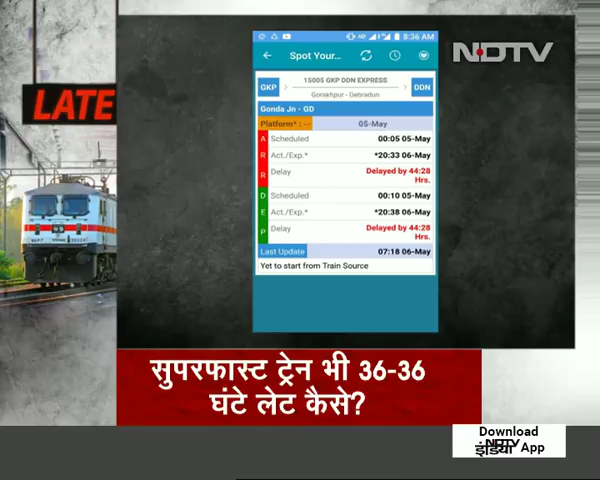 8:36 AM
Spot Your...
NDTV
15005 GKP DDN EXPRESS
GKP
DDN
Gorakhpur - Dehradun
LATE
Gonda Jn - GD
Platform* : --
05-May
A
R
R
Scheduled
00:05 05-May
Act./Exp.*
*20:33 06-May
Delay
Delayed by 44:28
Hrs.
D
E
P
Scheduled
00:10 05-May
Act./Exp.*
*20:38 06-May
Delay
Delayed by 44:28
Hrs.
Last Update
07:18 06-May
Yet to start from Train Source
सुपरफास्ट ट्रेन भी 36-36
घंटे लेट कैसे?
Download
NDTV
इंडिया App